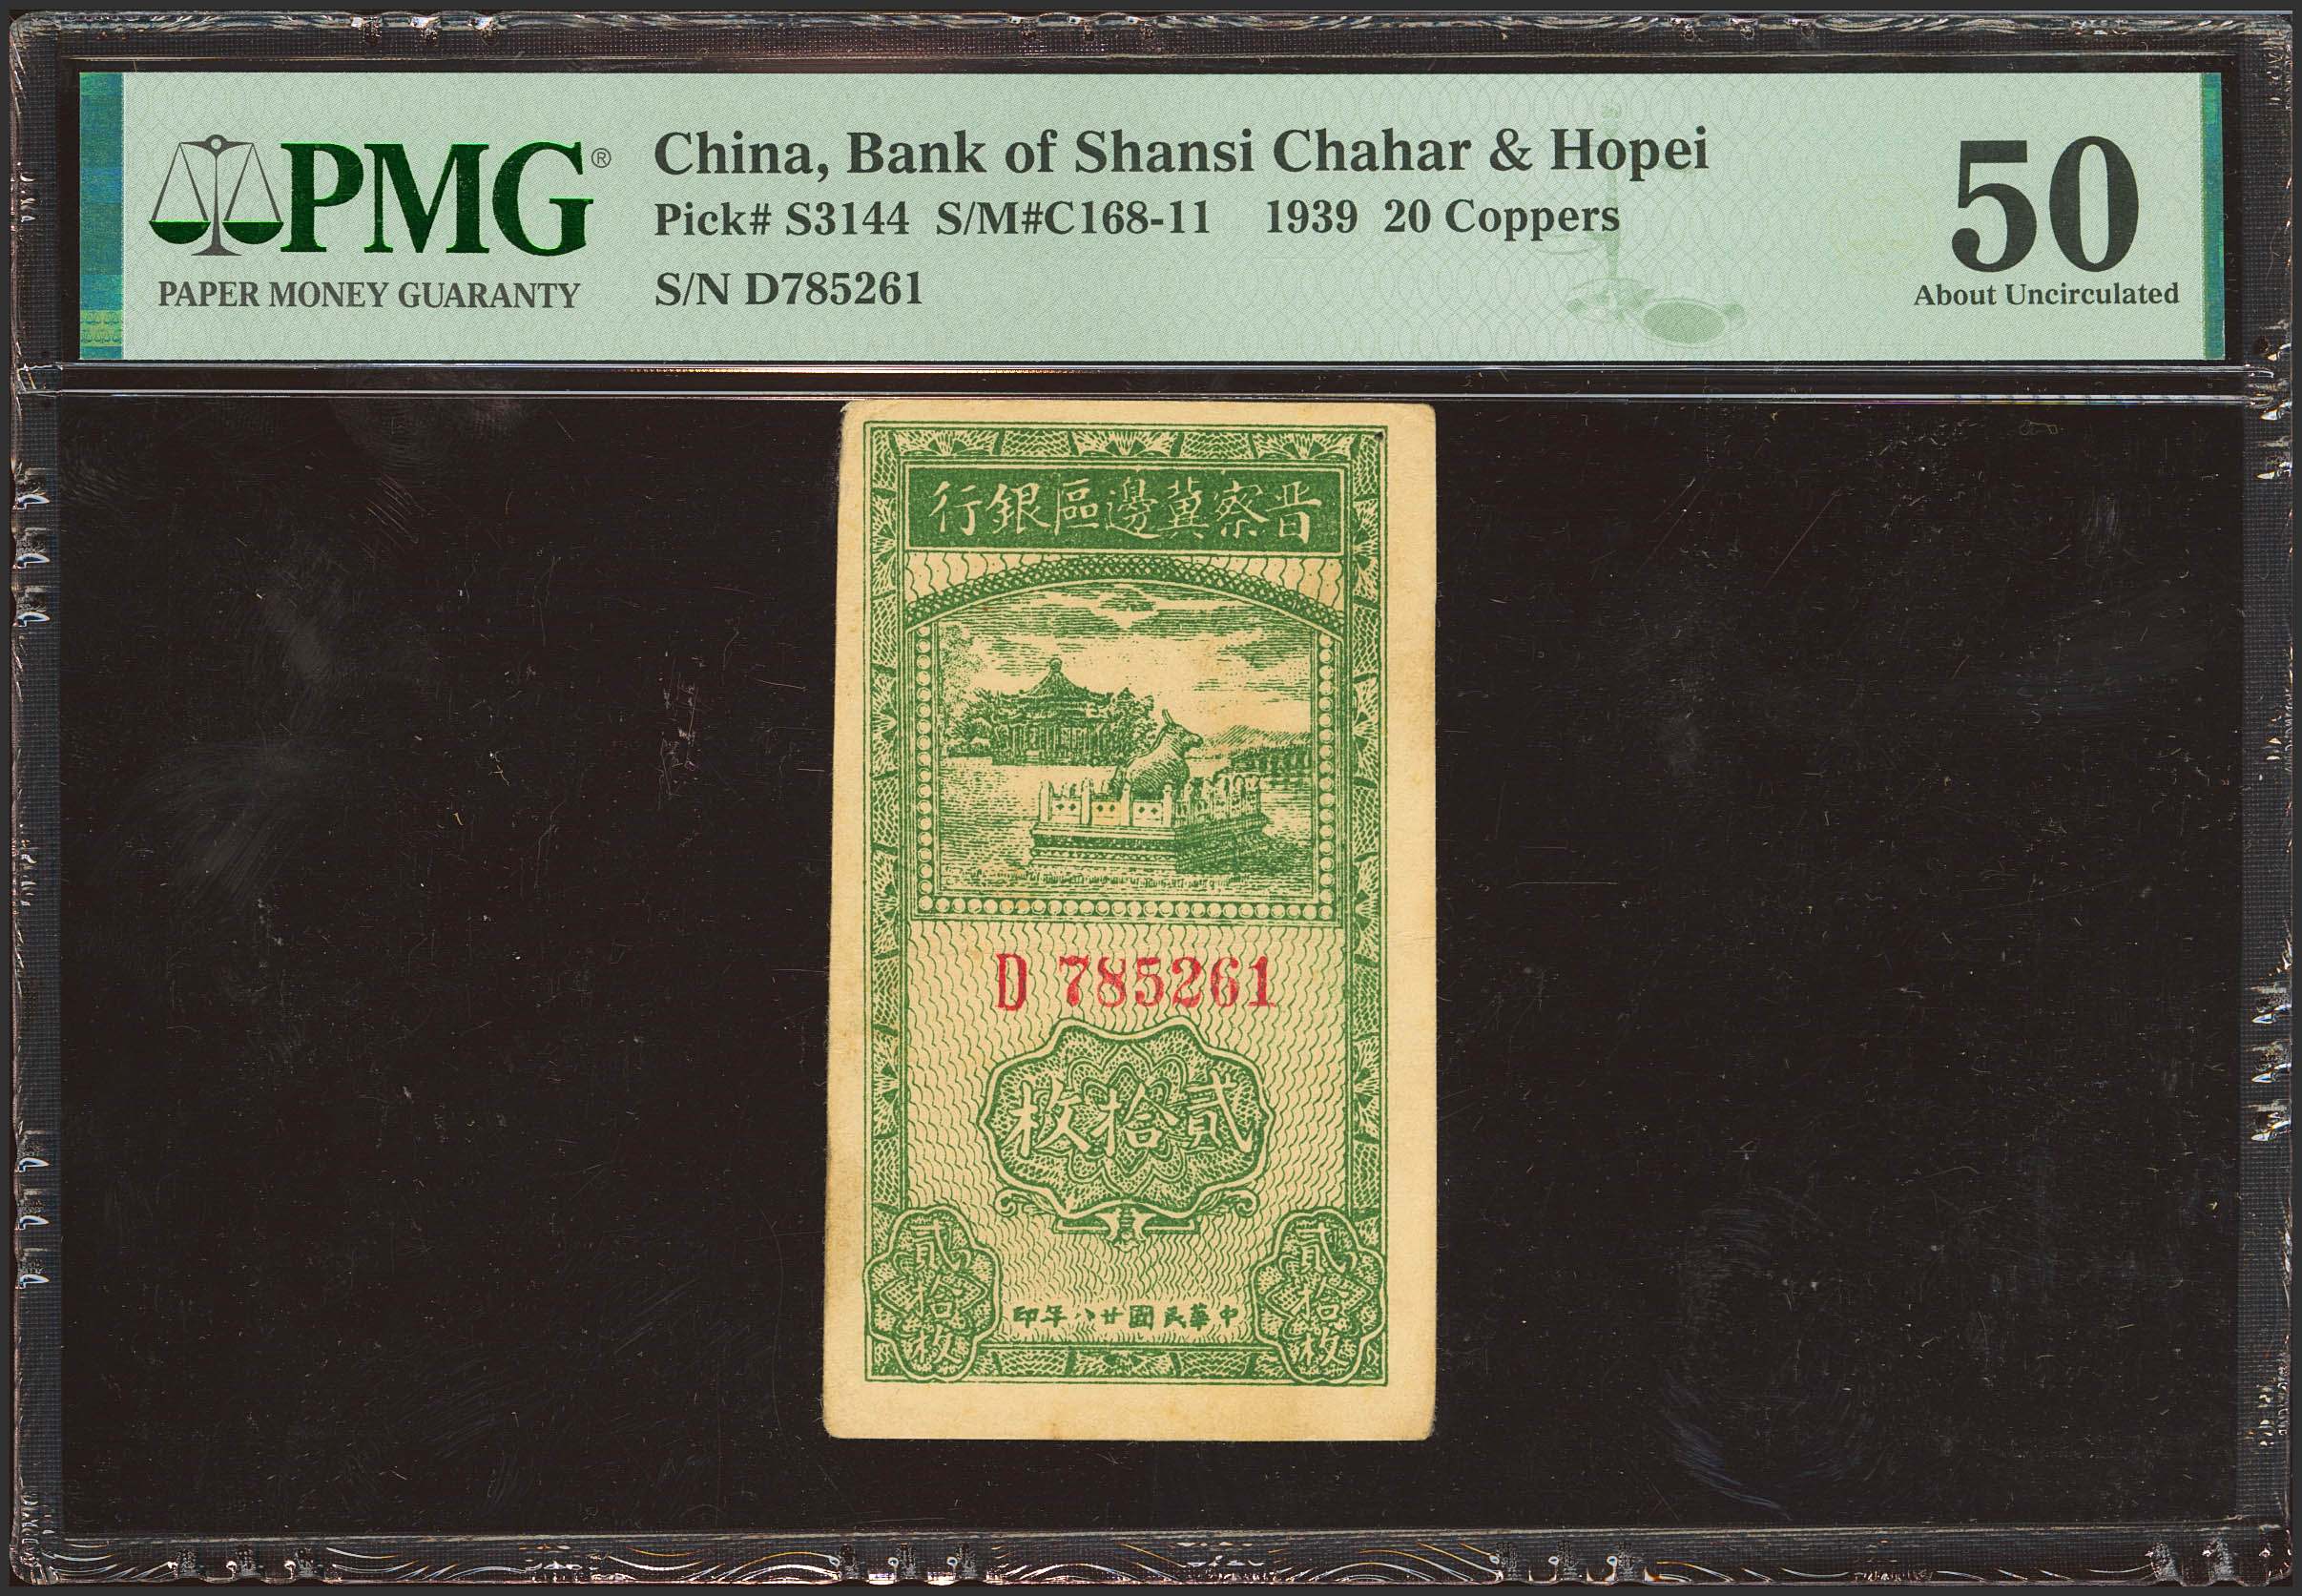 PMG®
PAPER MONEY GUARANTY
China, Bank of Shansi Chahar & Hopei
Pick# S3144 S/M#C168-11 1939 20 Coppers
S/N D785261
50
About Uncirculated
晋察冀邊區銀行
D 785261
貳拾枚
貳拾枚
貳拾枚
中華民國廿八年印